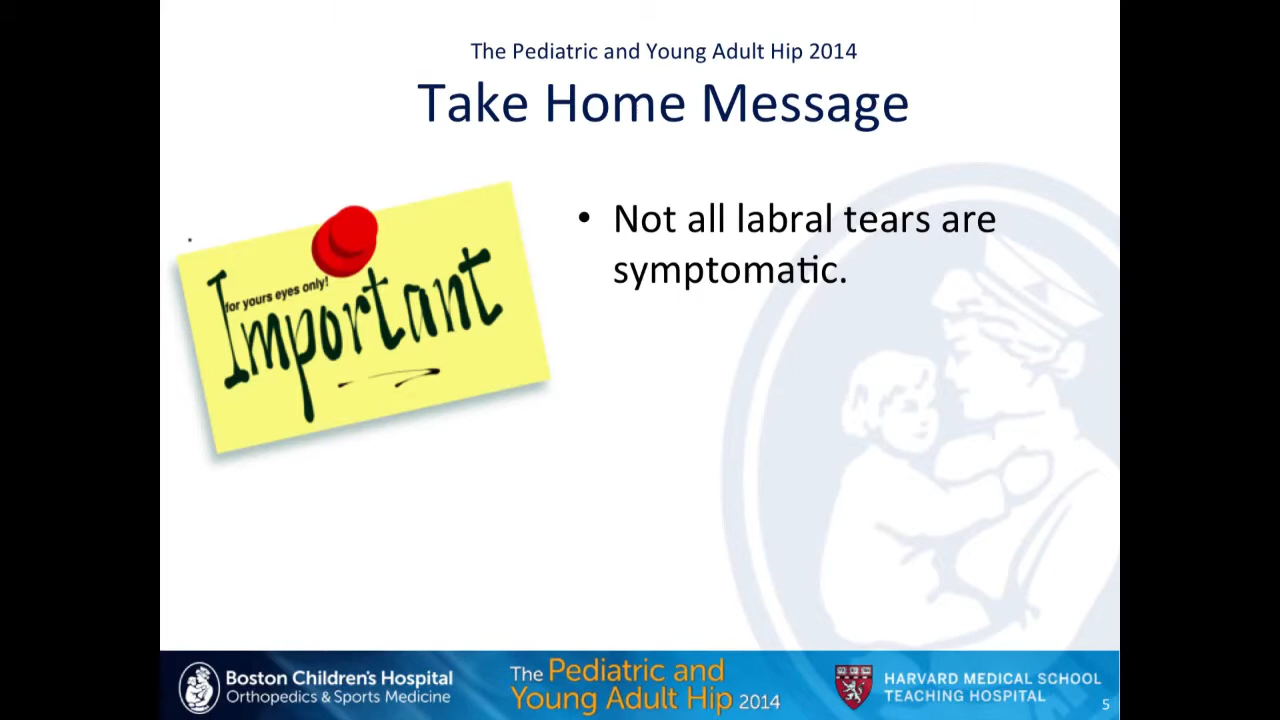 The Pediatric and Young Adult Hip 2014
Take Home Message
for yours eyes only!
Important
• Not all labral tears are
symptomatic.
Boston Children's Hospital
Orthopedics & Sports Medicine
The Pediatric and
Young Adult Hip 2014
HARVARD MEDICAL SCHOOL
TEACHING HOSPITAL
5